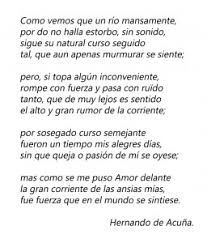 Como vemos que un río mansamente,
por do no halla estorbo, sin sonido,
sigue su natural curso seguido
tal, que aun apenas murmurar se siente;
pero, si topa algún inconveniente,
rompe con fuerza y pasa con ruïdo
tanto, que de muy lejos es sentido
el alto y gran rumor de la corriente;
por sosegado curso semejante
fueron un tiempo mis alegres días,
sin que queja o pasión de mí se oyese;
mas como se me puso Amor delante
la gran corriente de las ansias mías,
fue fuerza que en el mundo se sintiese.
Hernando de Acuña.